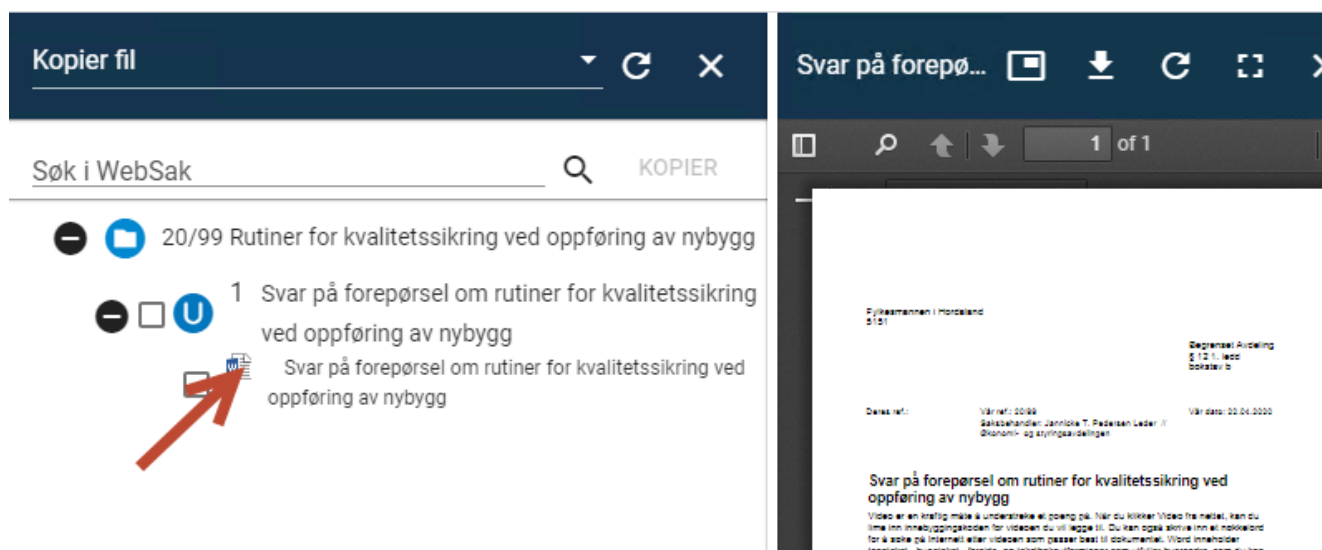 Kopier fil
Svar på forepø...
Søk i WebSak
KOPIER
1 of 1
20/99 Rutiner for kvalitetssikring ved oppføring av nybygg
1 Svar på forepørsel om rutiner for kvalitetssikring
ved oppføring av nybygg
Svar på forepørsel om rutiner for kvalitetssikring ved
oppføring av nybygg
Fylkesmannen i Hordaland
5151
Begrenset Avdeling
§ 12 1. ledd
bokstav b
Deres ref.:
Vår ref.: 20/99
Saksbehandler: Jannicke T. Pedersen Leder //
Økonomi- og styringsavdelingen
Vår dato: 22.04.2020
Svar på forepørsel om rutiner for kvalitetssikring ved
oppføring av nybygg
Video er en kraftig måte å understreke et poeng på. Når du klikker Video fra nettet, kan du
lime inn innebyggingskoden for videoen du vil legge til. Du kan også skrive inn et nøkkelord
for å søke på Internett etter videoen som passer best til dokumentet. Word inneholder